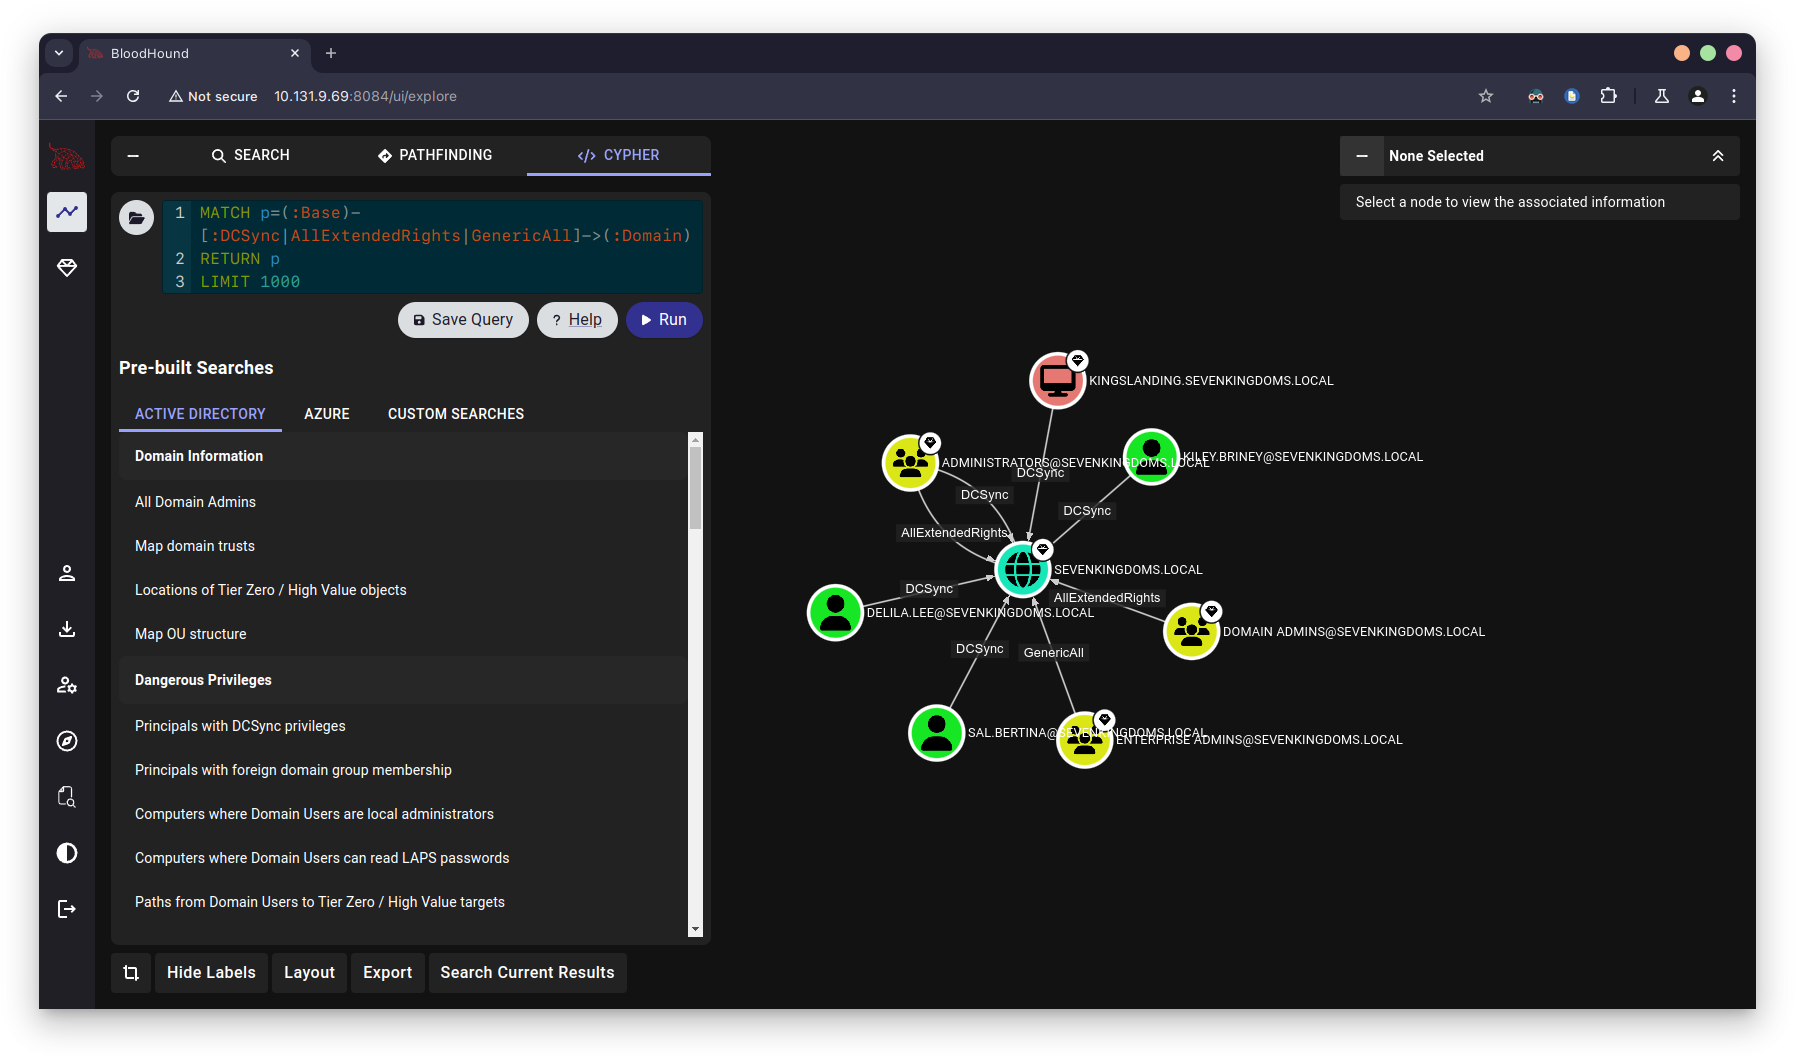 BloodHound
Not secure
10.131.9.69:8084/ui/explore
SEARCH
PATHFINDING
</> CYPHER
1 MATCH p=(:Base)-
[:DCSync|AllExtendedRights|GenericAll]->(:Domain)
2 RETURN p
3 LIMIT 1000
Save Query
? Help
Run
Pre-built Searches
ACTIVE DIRECTORY
AZURE
CUSTOM SEARCHES
Domain Information
All Domain Admins
Map domain trusts
Locations of Tier Zero / High Value objects
Map OU structure
Dangerous Privileges
Principals with DCSync privileges
Principals with foreign domain group membership
Computers where Domain Users are local administrators
Computers where Domain Users can read LAPS passwords
Paths from Domain Users to Tier Zero / High Value targets
Hide Labels
Layout
Export
Search Current Results
None Selected
Select a node to view the associated information
KINGSLANDING.SEVENKINGDOMS.LOCAL
KILEY.BRINEY@SEVENKINGDOMS.LOCAL
ADMINISTRATORS@SEVENKINGDOMS.LOCAL
DCSync
DCSync
DCSync
AllExtendedRights
SEVENKINGDOMS.LOCAL
DCSync
AllExtendedRights
DELILA.LEE@SEVENKINGDOMS.LOCAL
DOMAIN ADMINS@SEVENKINGDOMS.LOCAL
DCSync
GenericAll
SAL.BERTINA@SEVENKINGDOMS.LOCAL
ENTERPRISE ADMINS@SEVENKINGDOMS.LOCAL